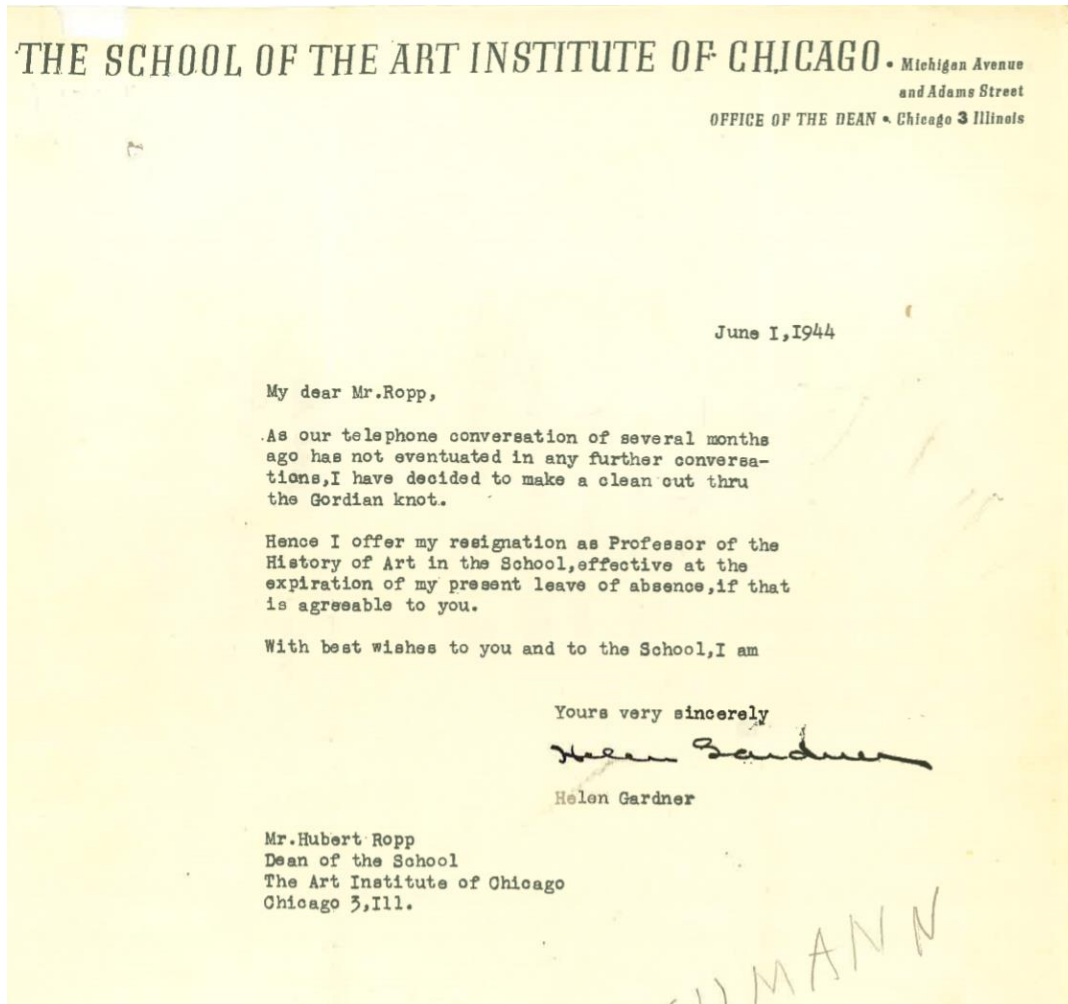 THE SCHOOL OF THE ART INSTITUTE OF CHICAGO • Michigan Avenue
and Adams Street
OFFICE OF THE DEAN • Chicago 3 Illinois
June I,I944
My dear Mr.Ropp,
As our telephone conversation of several months
ago has not eventuated in any further conversa-
tions,I have decided to make a clean cut thru
the Gordian knot.
Hence I offer my resignation as Professor of the
History of Art in the School,effective at the
expiration of my present leave of absence,if that
is agreeable to you.
With best wishes to you and to the School,I am
Yours very sincerely
Helen Gardner
Helen Gardner
Mr.Hubert Ropp
Dean of the School
The Art Institute of Chicago
Chicago 3,Ill.